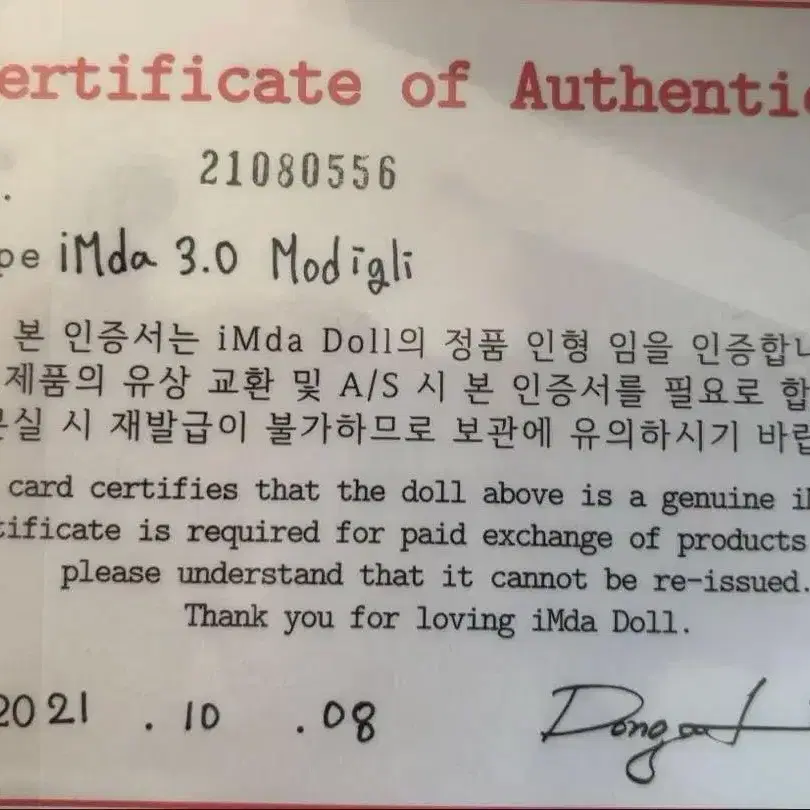 ertificate of Authenti
.
21080556
pe iMda 3.0 Modigli
본 인증서는 iMda Doll의 정품 인형 임을 인증합니
제품의 유상 교환 및 A/S 시 본 인증서를 필요로 합
실 시 재발급이 불가하므로 보관에 유의하시기 바랍
card certifies that the doll above is a genuine i
tificate is required for paid exchange of products
please understand that it cannot be re-issued.
Thank you for loving iMda Doll.
2021 . 10 . 08